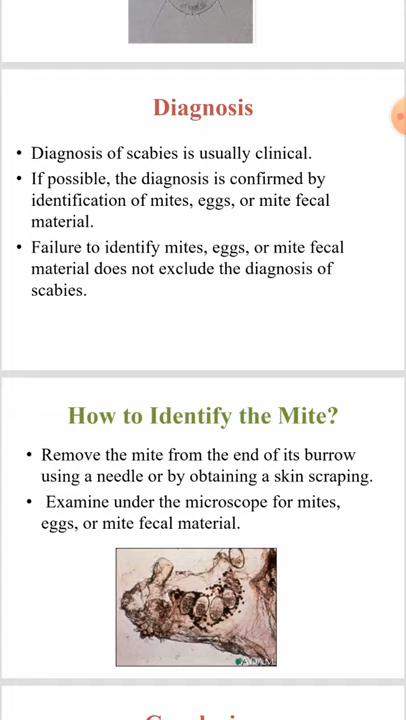 Diagnosis
• Diagnosis of scabies is usually clinical.
• If possible, the diagnosis is confirmed by
identification of mites, eggs, or mite fecal
material.
• Failure to identify mites, eggs, or mite fecal
material does not exclude the diagnosis of
scabies.
How to Identify the Mite?
• Remove the mite from the end of its burrow
using a needle or by obtaining a skin scraping.
• Examine under the microscope for mites,
eggs, or mite fecal material.
A.D.A.M.